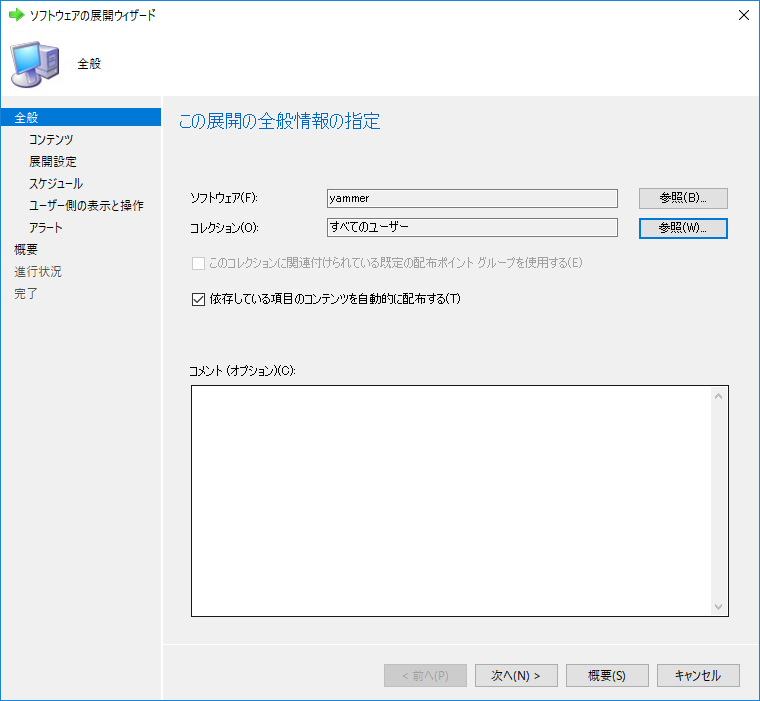 ソフトウェアの展開ウィザード
全般
全般
コンテンツ
展開設定
スケジュール
ユーザー側の表示と操作
アラート
概要
進行状況
完了
この展開の全般情報の指定
ソフトウェア(F): yammer 参照(B)...
コレクション(O): すべてのユーザー 参照(W)...
このコレクションに関連付けられている既定の配布ポイント グループを使用する(E)
依存している項目のコンテンツを自動的に配布する(T)
コメント (オプション)(C):
< 前へ(P) 次へ(N) > 概要(S) キャンセル